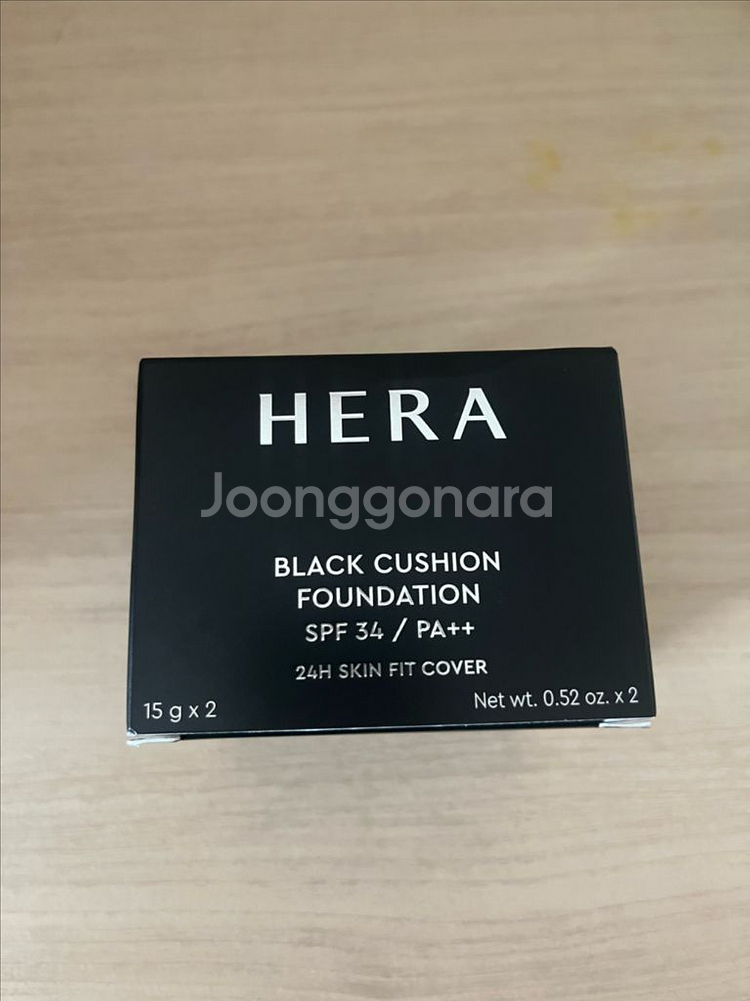 HERA
Joonggonara
BLACK CUSHION
FOUNDATION
SPF 34 / PA++
24H SKIN FIT COVER
15 g x 2
Net wt. 0.52 oz. x 2